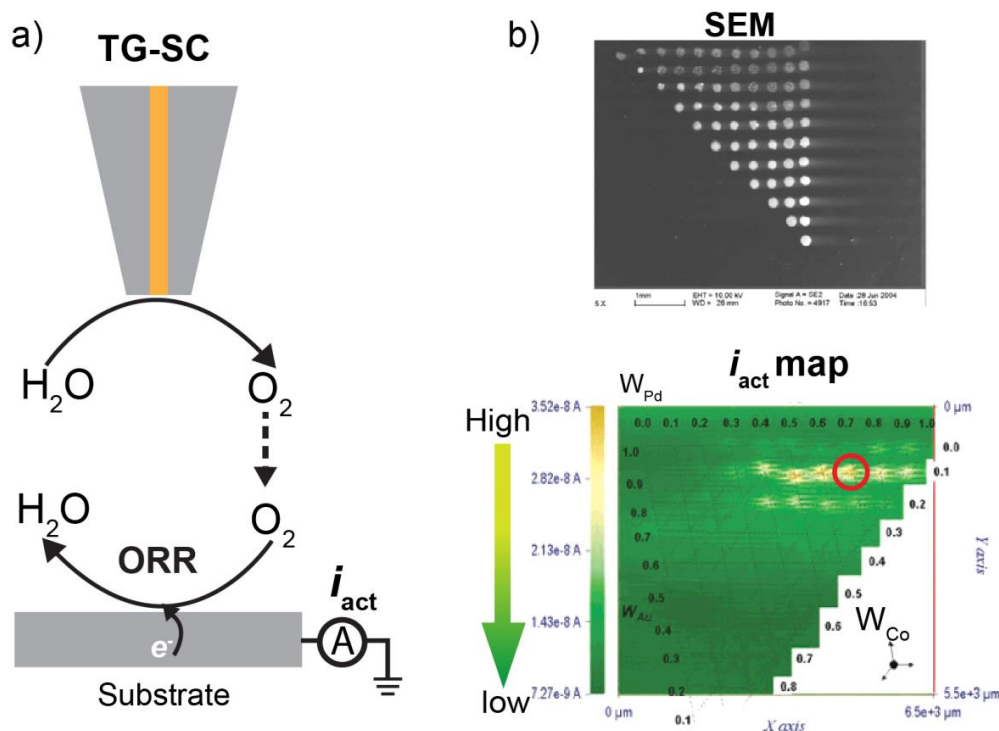 a)
TG-SC
H₂O
O₂
H₂O
O₂
ORR
i_act
A
e⁻
Substrate
b)
SEM
5 X
1mm
EHT = 10.00 kV
WD = 26 mm
Signal A = SE2
Photo No. = 4917
Date :28 Jun 2004
Time :16:53
i_act map
W_Pd
High
low
3.52e-8 A
2.82e-8 A
2.13e-8 A
1.43e-8 A
7.27e-9 A
0.0 0.1 0.2 0.3 0.4 0.5 0.6 0.7 0.8 0.9 1.0
1.0
0.9
0.8
0.7
0.6
0.5
W_Au
0.4
0.3
0.2
0.1
0.0
0.1
0.2
0.3
0.4
0.5
0.6
0.7
0.8
W_Co
0 µm
Y axis
5.5e+3 µm
0 µm
X axis
6.5e+3 µm